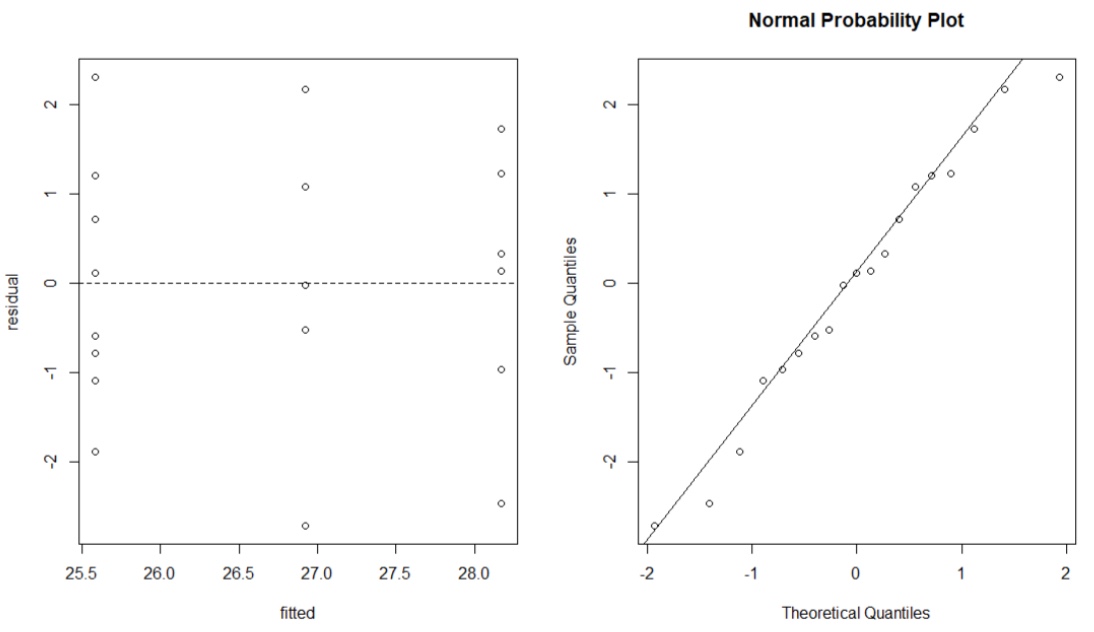 residual
2
1
0
-1
-2
25.5 26.0 26.5 27.0 27.5 28.0
fitted
Normal Probability Plot
Sample Quantiles
2
1
0
-1
-2
-2 -1 0 1 2
Theoretical Quantiles